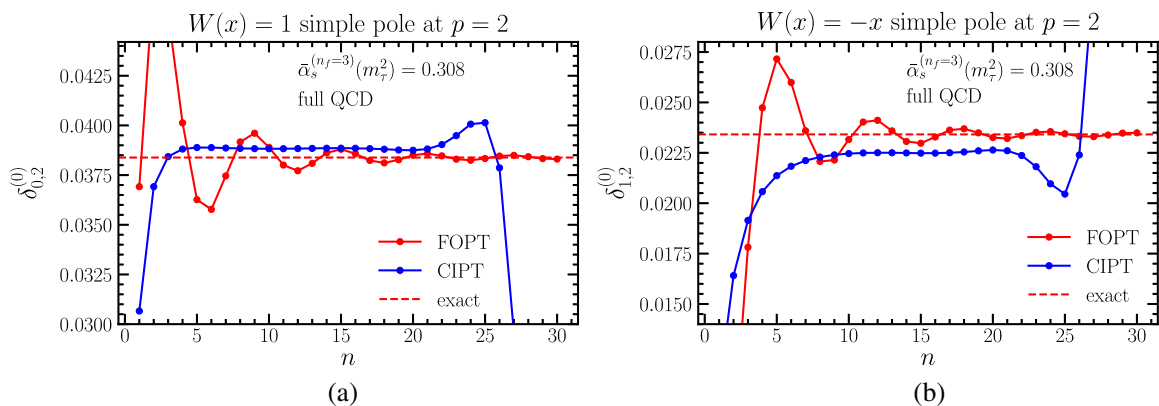 W(x) = 1 simple pole at p = 2
ᾱ_s^{(n_f=3)}(m_τ^2) = 0.308
full QCD
0.0425
0.0400
0.0375
0.0350
0.0325
0.0300
δ_{0,2}^{(0)}
FOPT
CIPT
exact
0 5 10 15 20 25 30
n
(a)
W(x) = −x simple pole at p = 2
ᾱ_s^{(n_f=3)}(m_τ^2) = 0.308
full QCD
0.0275
0.0250
0.0225
0.0200
0.0175
0.0150
δ_{1,2}^{(0)}
FOPT
CIPT
exact
0 5 10 15 20 25 30
n
(b)